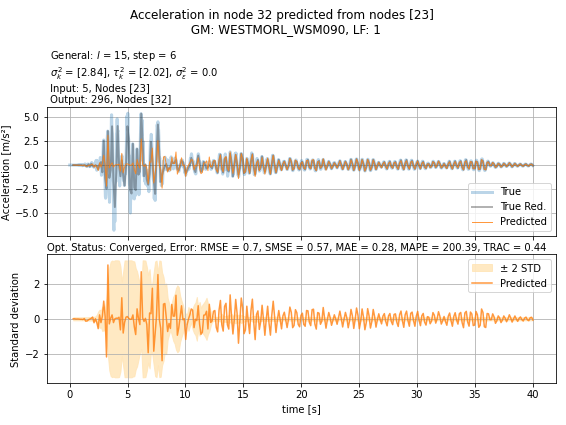 Acceleration in node 32 predicted from nodes [23]
GM: WESTMORL_WSM090, LF: 1
General: l = 15, step = 6
σ²ₖ = [2.84], τ²ₖ = [2.02], σ²ε = 0.0
Input: 5, Nodes [23]
Output: 296, Nodes [32]
Acceleration [m/s²]
5.0
2.5
0.0
−2.5
−5.0
True
True Red.
Predicted
Opt. Status: Converged, Error: RMSE = 0.7, SMSE = 0.57, MAE = 0.28, MAPE = 200.39, TRAC = 0.44
Standard deviation
2
0
−2
± 2 STD
Predicted
0 5 10 15 20 25 30 35 40
time [s]